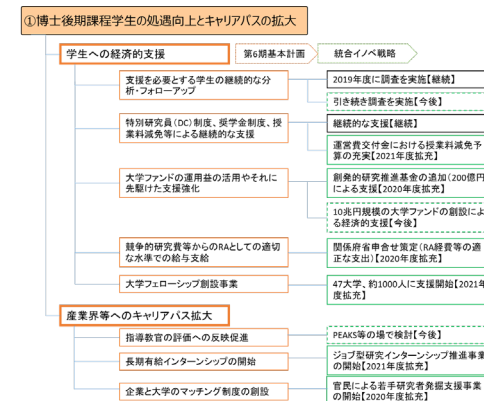 ①博士後期課程学生の処遇向上とキャリアパスの拡大
学生への経済的支援
第6期基本計画
統合イノベ戦略
支援を必要とする学生の継続的な分
析・フォローアップ
2019年度に調査を実施【継続】
引き続き調査を実施【今後】
特別研究員(DC)制度、奨学金制度、授
業料減免等による継続的な支援
継続的な支援【継続】
運営費交付金における授業料減免予
算の充実【2021年度拡充】
大学ファンドの運用益の活用やそれに
先駆けた支援強化
創発的研究推進基金の追加(200億円
による支援【2020年度拡充】
10兆円規模の大学ファンドの創設によ
る経済的支援【今後】
競争的研究費等からのRAとしての適切
な水準での給与支給
関係府省申合せ策定(RA経費等の適
正な支出)【2020年度拡充】
大学フェローシップ創設事業
47大学、約1000人に支援開始【2021年
度拡充】
産業界等へのキャリアパス拡大
指導教官の評価への反映促進
PEAKS等の場で検討【今後】
長期有給インターンシップの開始
ジョブ型研究インターンシップ推進事業
の開始【2021年度拡充】
企業と大学のマッチング制度の創設
官民による若手研究者発掘支援事業
の開始【2020年度拡充】